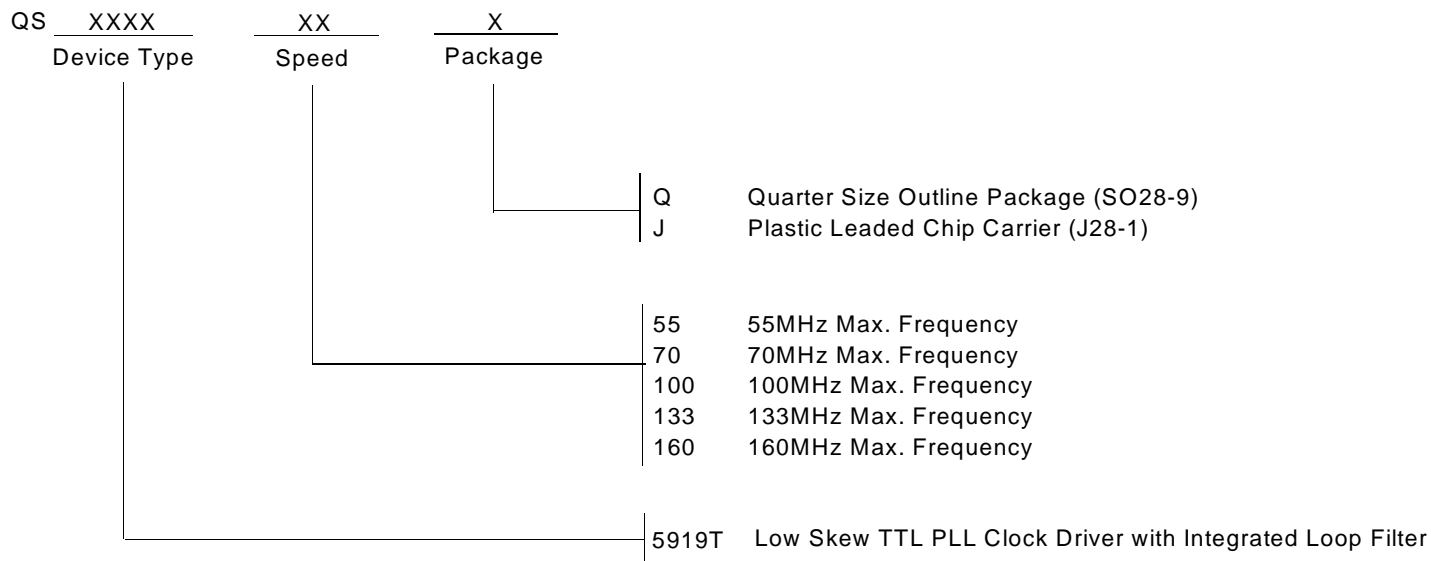 QS XXXX XX X
Device Type Speed Package
Q Quarter Size Outline Package (SO28-9)
J Plastic Leaded Chip Carrier (J28-1)
55 55MHz Max. Frequency
70 70MHz Max. Frequency
100 100MHz Max. Frequency
133 133MHz Max. Frequency
160 160MHz Max. Frequency
5919T Low Skew TTL PLL Clock Driver with Integrated Loop Filter